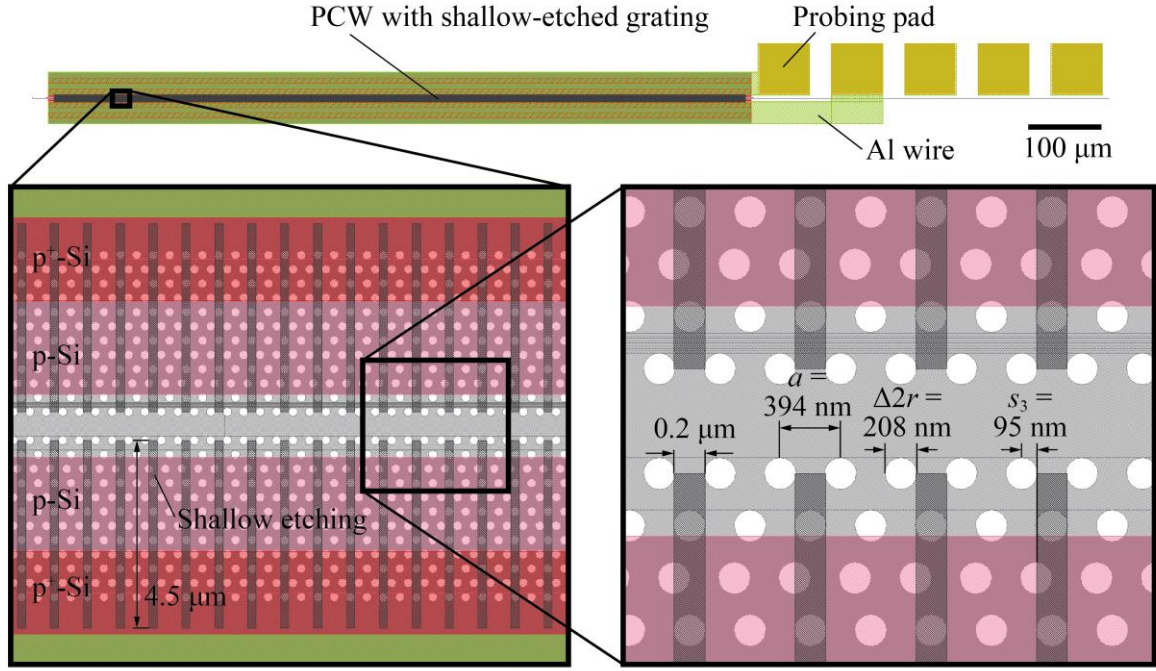 PCW with shallow-etched grating
Probing pad
Al wire
100 μm
p⁺-Si
p-Si
p-Si
Shallow etching
p⁺-Si
4.5 μm
a =
394 nm
Δ2r =
208 nm
s₃ =
95 nm
0.2 μm